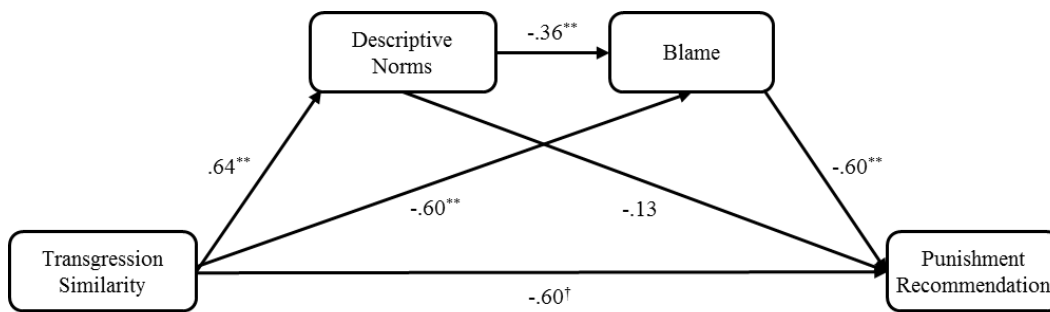 -.36**
Descriptive
Norms
Blame
.64**
-.60**
-.60**
-.13
Transgression
Similarity
Punishment
Recommendation
-.60†